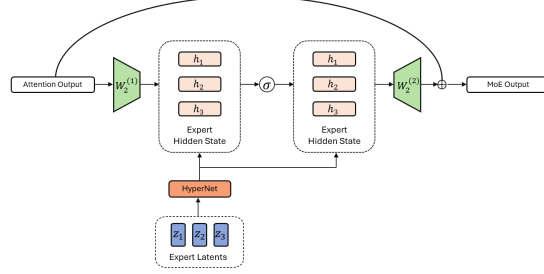 Attention Output
W₂⁽¹⁾
h₁
h₂
h₃
Expert
Hidden State
σ
h₁
h₂
h₃
Expert
Hidden State
W₂⁽²⁾
MoE Output
HyperNet
z₁ z₂ z₃
Expert Latents